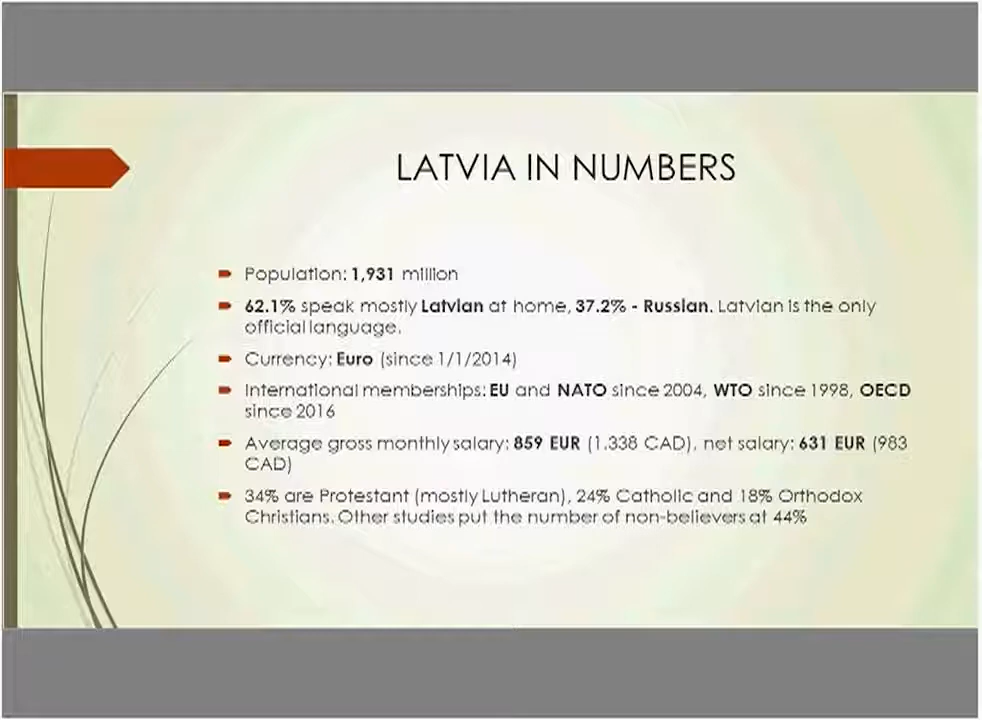 LATVIA IN NUMBERS
Population: 1,931 million
62.1% speak mostly Latvian at home, 37.2% - Russian. Latvian is the only
official language.
Currency: Euro (since 1/1/2014)
International memberships: EU and NATO since 2004, WTO since 1998, OECD
since 2016
Average gross monthly salary: 859 EUR (1.338 CAD), net salary: 631 EUR (983
CAD)
34% are Protestant (mostly Lutheran), 24% Catholic and 18% Orthodox
Christians. Other studies put the number of non-believers at 44%